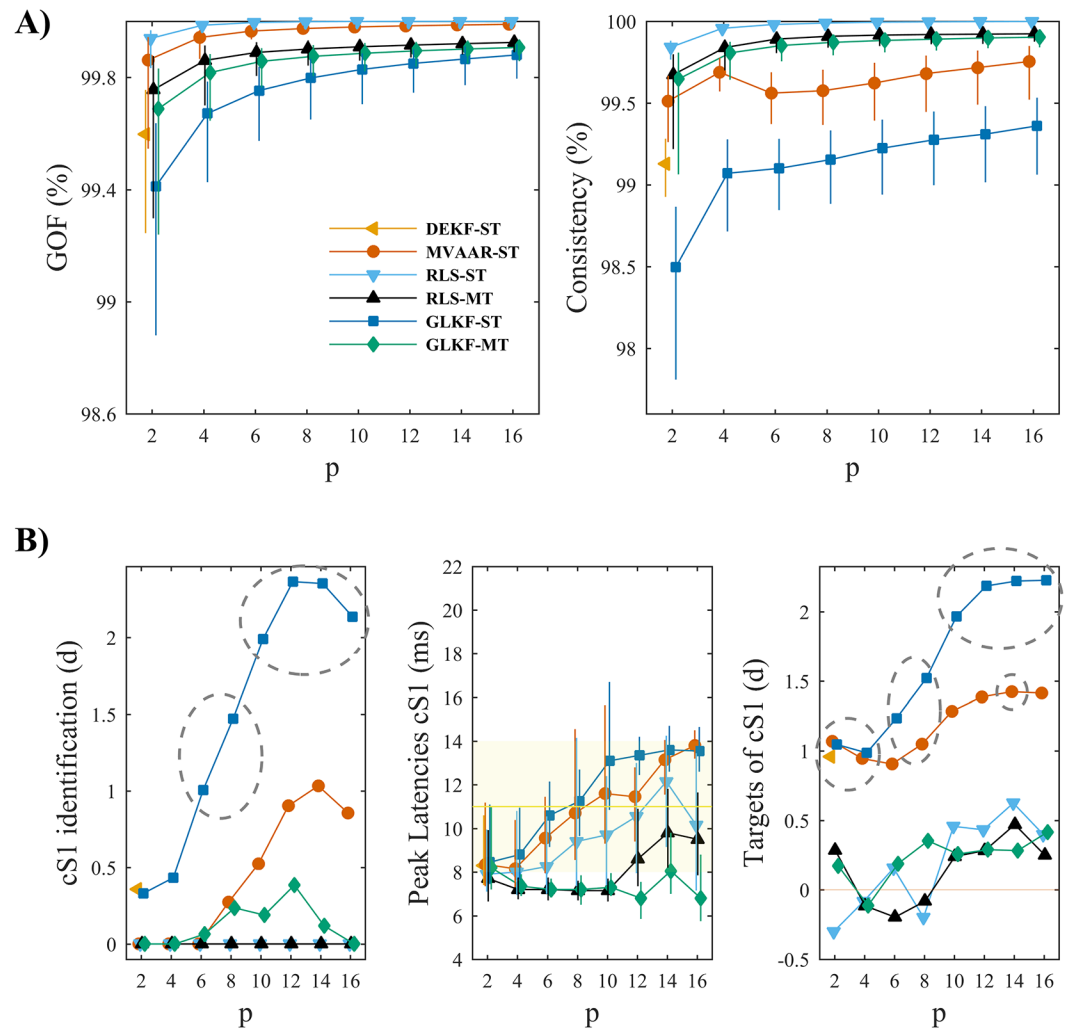 A)
GOF (%)
99.8
99.4
99
98.6
2 4 6 8 10 12 14 16
p
DEKF-ST
MVAAR-ST
RLS-ST
RLS-MT
GLKF-ST
GLKF-MT
Consistency (%)
100
99.5
99
98.5
98
2 4 6 8 10 12 14 16
p
B)
cS1 identification (d)
2
1.5
1
0.5
0
2 4 6 8 10 12 14 16
p
Peak Latencies cS1 (ms)
22
20
18
16
14
12
10
8
6
4
2 4 6 8 10 12 14 16
p
Targets of cS1 (d)
2
1.5
1
0.5
0
-0.5
2 4 6 8 10 12 14 16
p